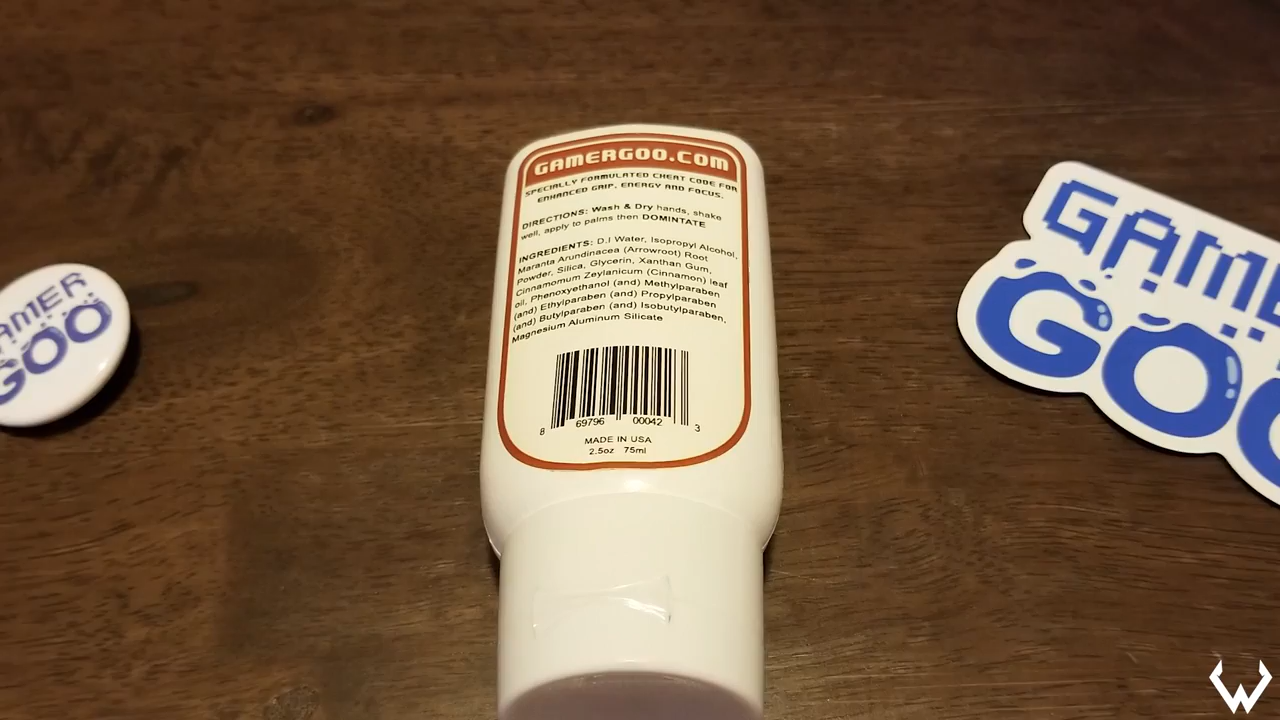 GAMERGOO.COM
SPECIALLY FORMULATED CHEAT CODE FOR
ENHANCED GRIP, ENERGY AND FOCUS.
DIRECTIONS: Wash & Dry hands, shake
well, apply to palms then DOMINTATE
INGREDIENTS: D.I Water, Isopropyl Alcohol,
Maranta Arundinacea (Arrowroot) Root
Powder, Silica, Glycerin, Xanthan Gum,
Cinnamomum Zeylanicum (Cinnamon) leaf
oil, Phenoxyethanol (and) Methylparaben
(and) Ethylparaben (and) Propylparaben
(and) Butylparaben (and) Isobutylparaben,
Magnesium Aluminum Silicate
8 69796 00042 3
MADE IN USA
2.5oz 75ml
AMER
GOO
GAME
GOO
W